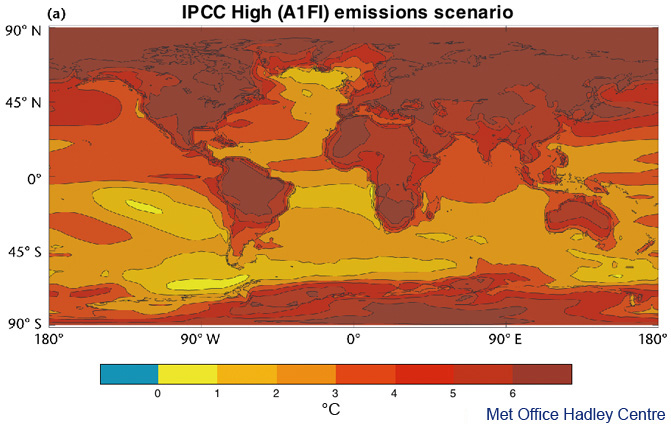 (a) IPCC High (A1FI) emissions scenario
90° N
45° N
0°
45° S
90° S
180° 90° W 0° 90° E 180°
0 1 2 3 4 5 6
°C
Met Office Hadley Centre